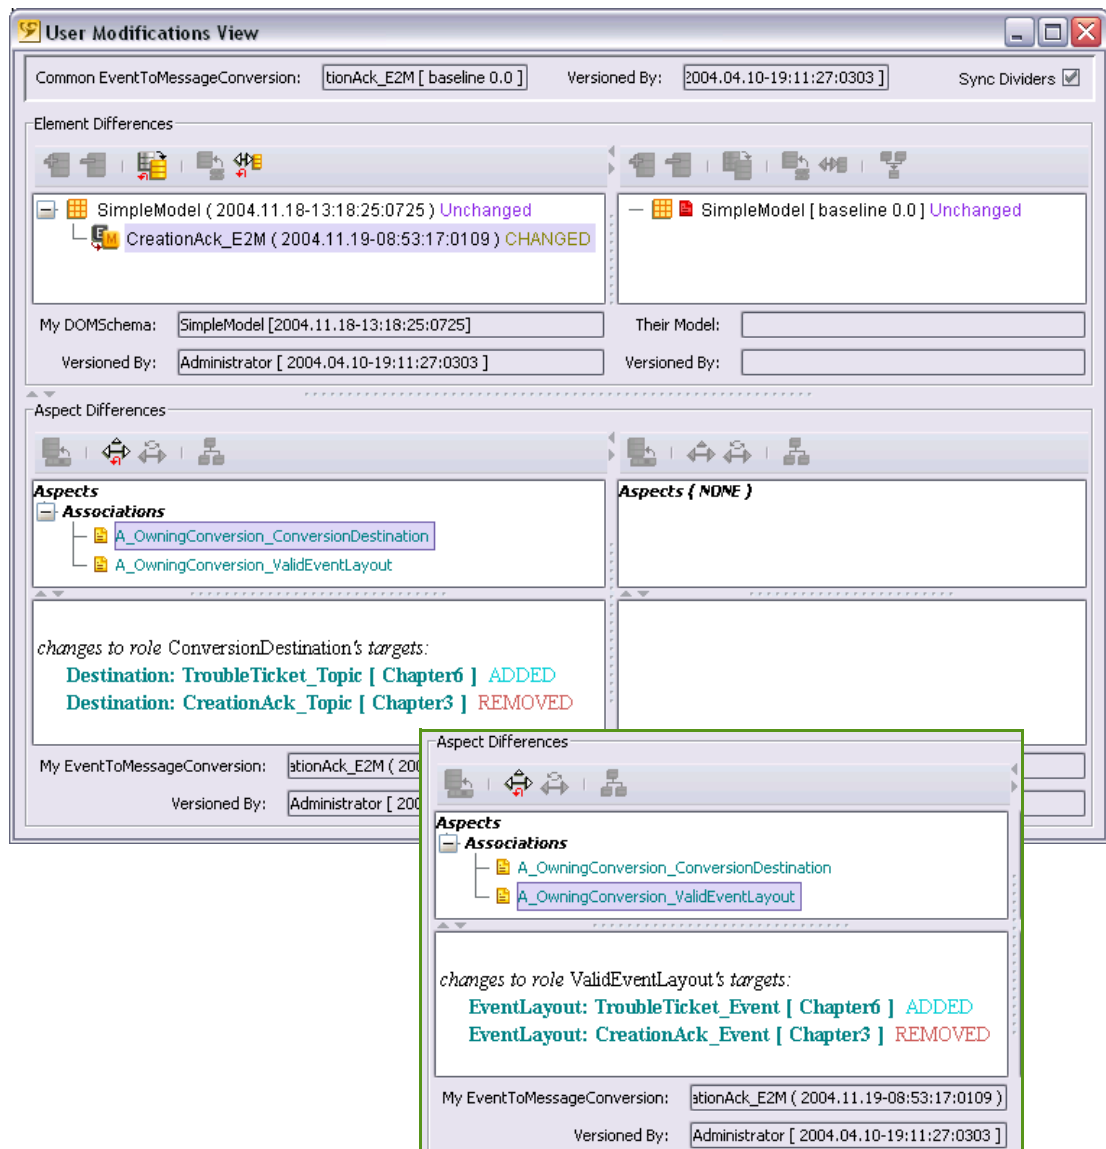 User Modifications View
Common EventToMessageConversion: tionAck_E2M [ baseline 0.0 ] Versioned By: 2004.04.10-19:11:27:0303 ] Sync Dividers
Element Differences
SimpleModel ( 2004.11.18-13:18:25:0725 ) Unchanged
CreationAck_E2M ( 2004.11.19-08:53:17:0109 ) CHANGED
SimpleModel [ baseline 0.0 ] Unchanged
My DOMSchema: SimpleModel [2004.11.18-13:18:25:0725]
Their Model:
Versioned By: Administrator [ 2004.04.10-19:11:27:0303 ]
Versioned By:
Aspect Differences
Aspects
Associations
A_OwningConversion_ConversionDestination
A_OwningConversion_ValidEventLayout
Aspects { NONE }
changes to role ConversionDestination's targets:
Destination: TroubleTicket_Topic [ Chapter6 ] ADDED
Destination: CreationAck_Topic [ Chapter3 ] REMOVED
My EventToMessageConversion: ationAck_E2M ( 200
Versioned By: Administrator [ 200
Aspect Differences
Aspects
Associations
A_OwningConversion_ConversionDestination
A_OwningConversion_ValidEventLayout
changes to role ValidEventLayout's targets:
EventLayout: TroubleTicket_Event [ Chapter6 ] ADDED
EventLayout: CreationAck_Event [ Chapter3 ] REMOVED
My EventToMessageConversion: ationAck_E2M ( 2004.11.19-08:53:17:0109 )
Versioned By: Administrator [ 2004.04.10-19:11:27:0303 ]